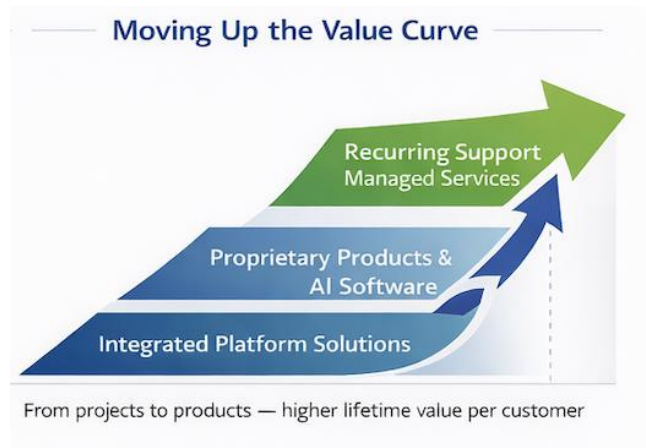 Moving Up the Value Curve
Recurring Support
Managed Services
Proprietary Products &
AI Software
Integrated Platform Solutions
From projects to products — higher lifetime value per customer